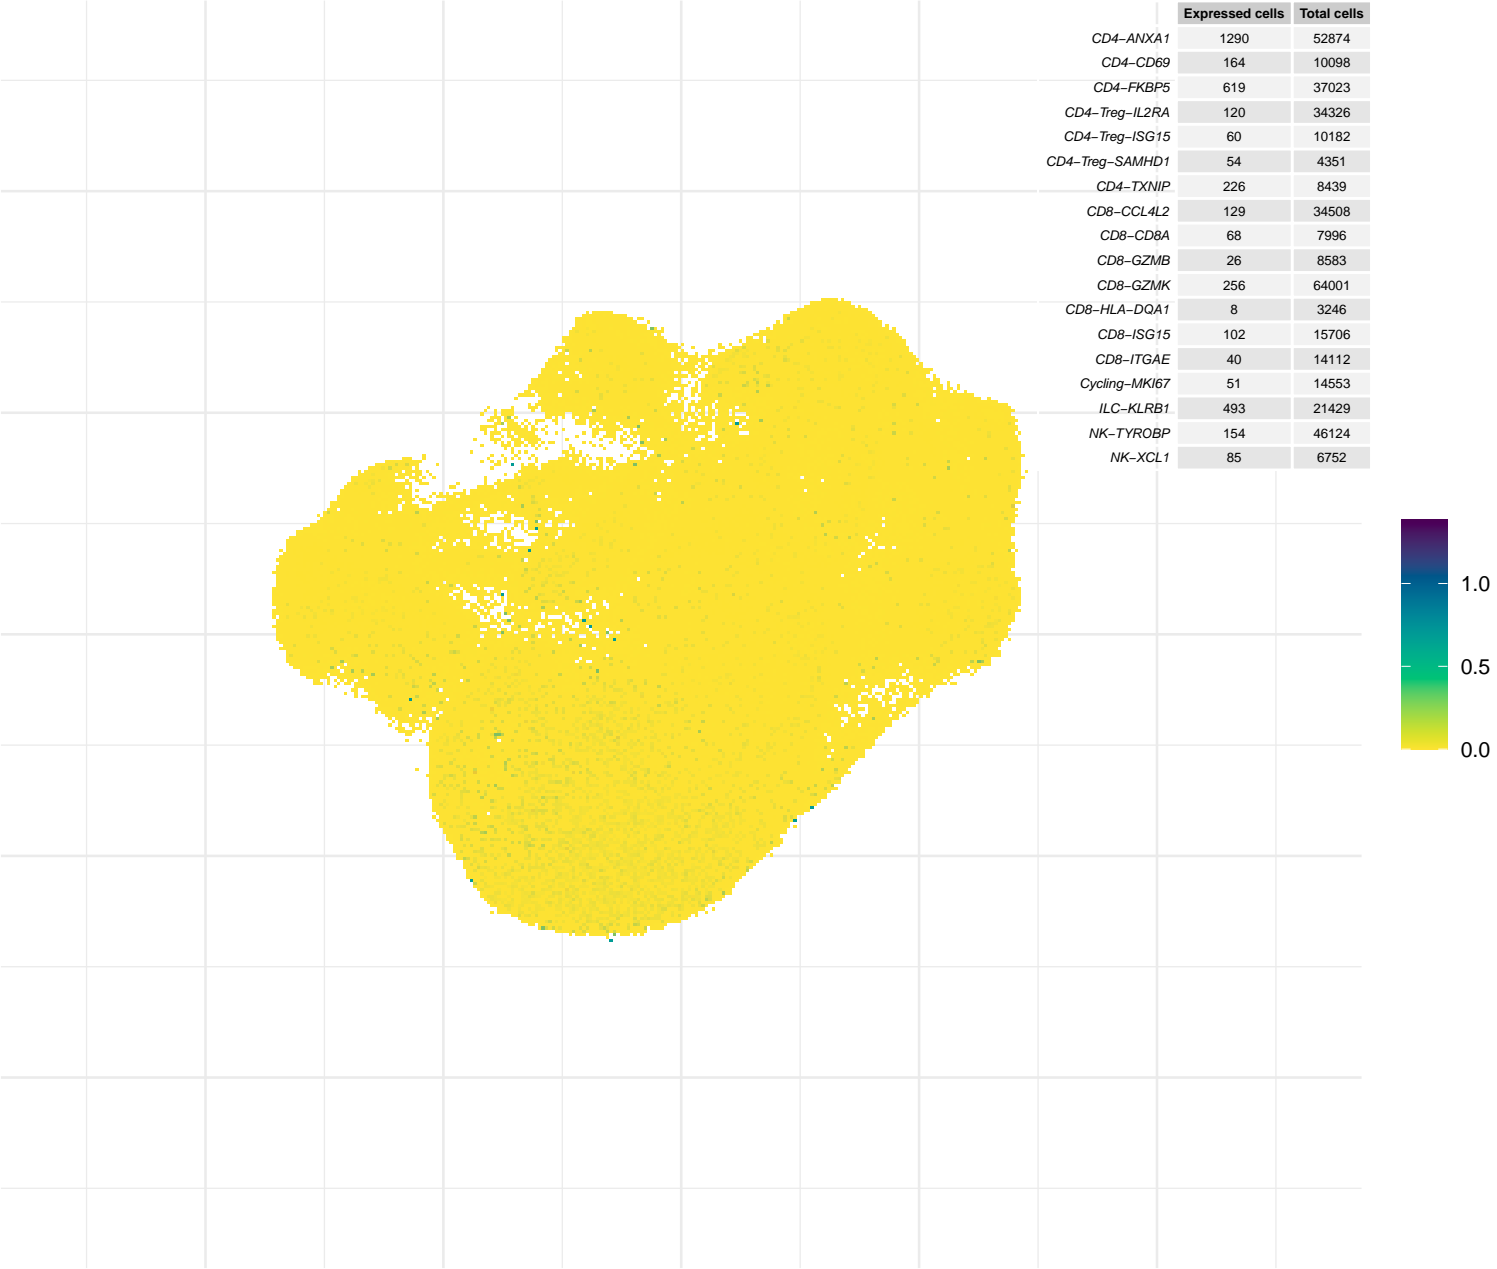 Expressed cells Total cells
CD4−ANXA1 1290 52874
CD4−CD69 164 10098
CD4−FKBP5 619 37023
CD4−Treg−IL2RA 120 34326
CD4−Treg−ISG15 60 10182
CD4−Treg−SAMHD1 54 4351
CD4−TXNIP 226 8439
CD8−CCL4L2 129 34508
CD8−CD8A 68 7996
CD8−GZMB 26 8583
CD8−GZMK 256 64001
CD8−HLA−DQA1 8 3246
CD8−ISG15 102 15706
CD8−ITGAE 40 14112
Cycling−MKI67 51 14553
ILC−KLRB1 493 21429
NK−TYROBP 154 46124
NK−XCL1 85 6752
1.0
0.5
0.0